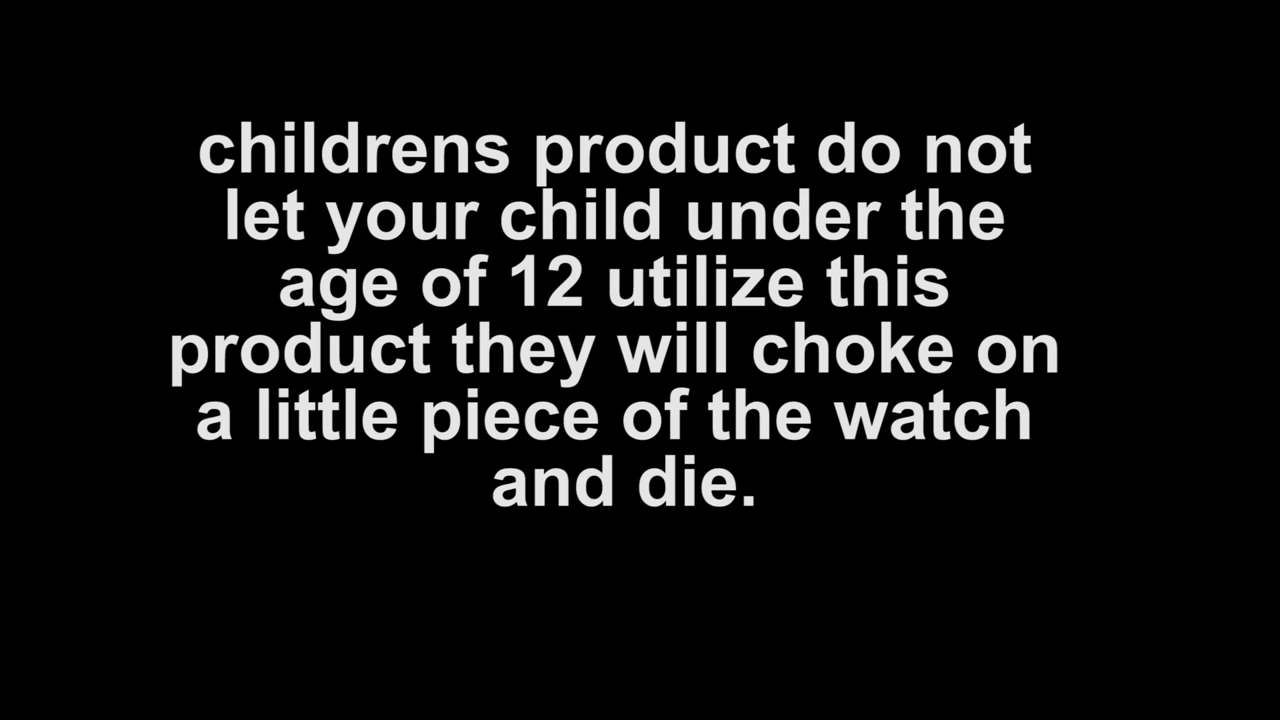 childrens product do not
let your child under the
age of 12 utilize this
product they will choke on
a little piece of the watch
and die.